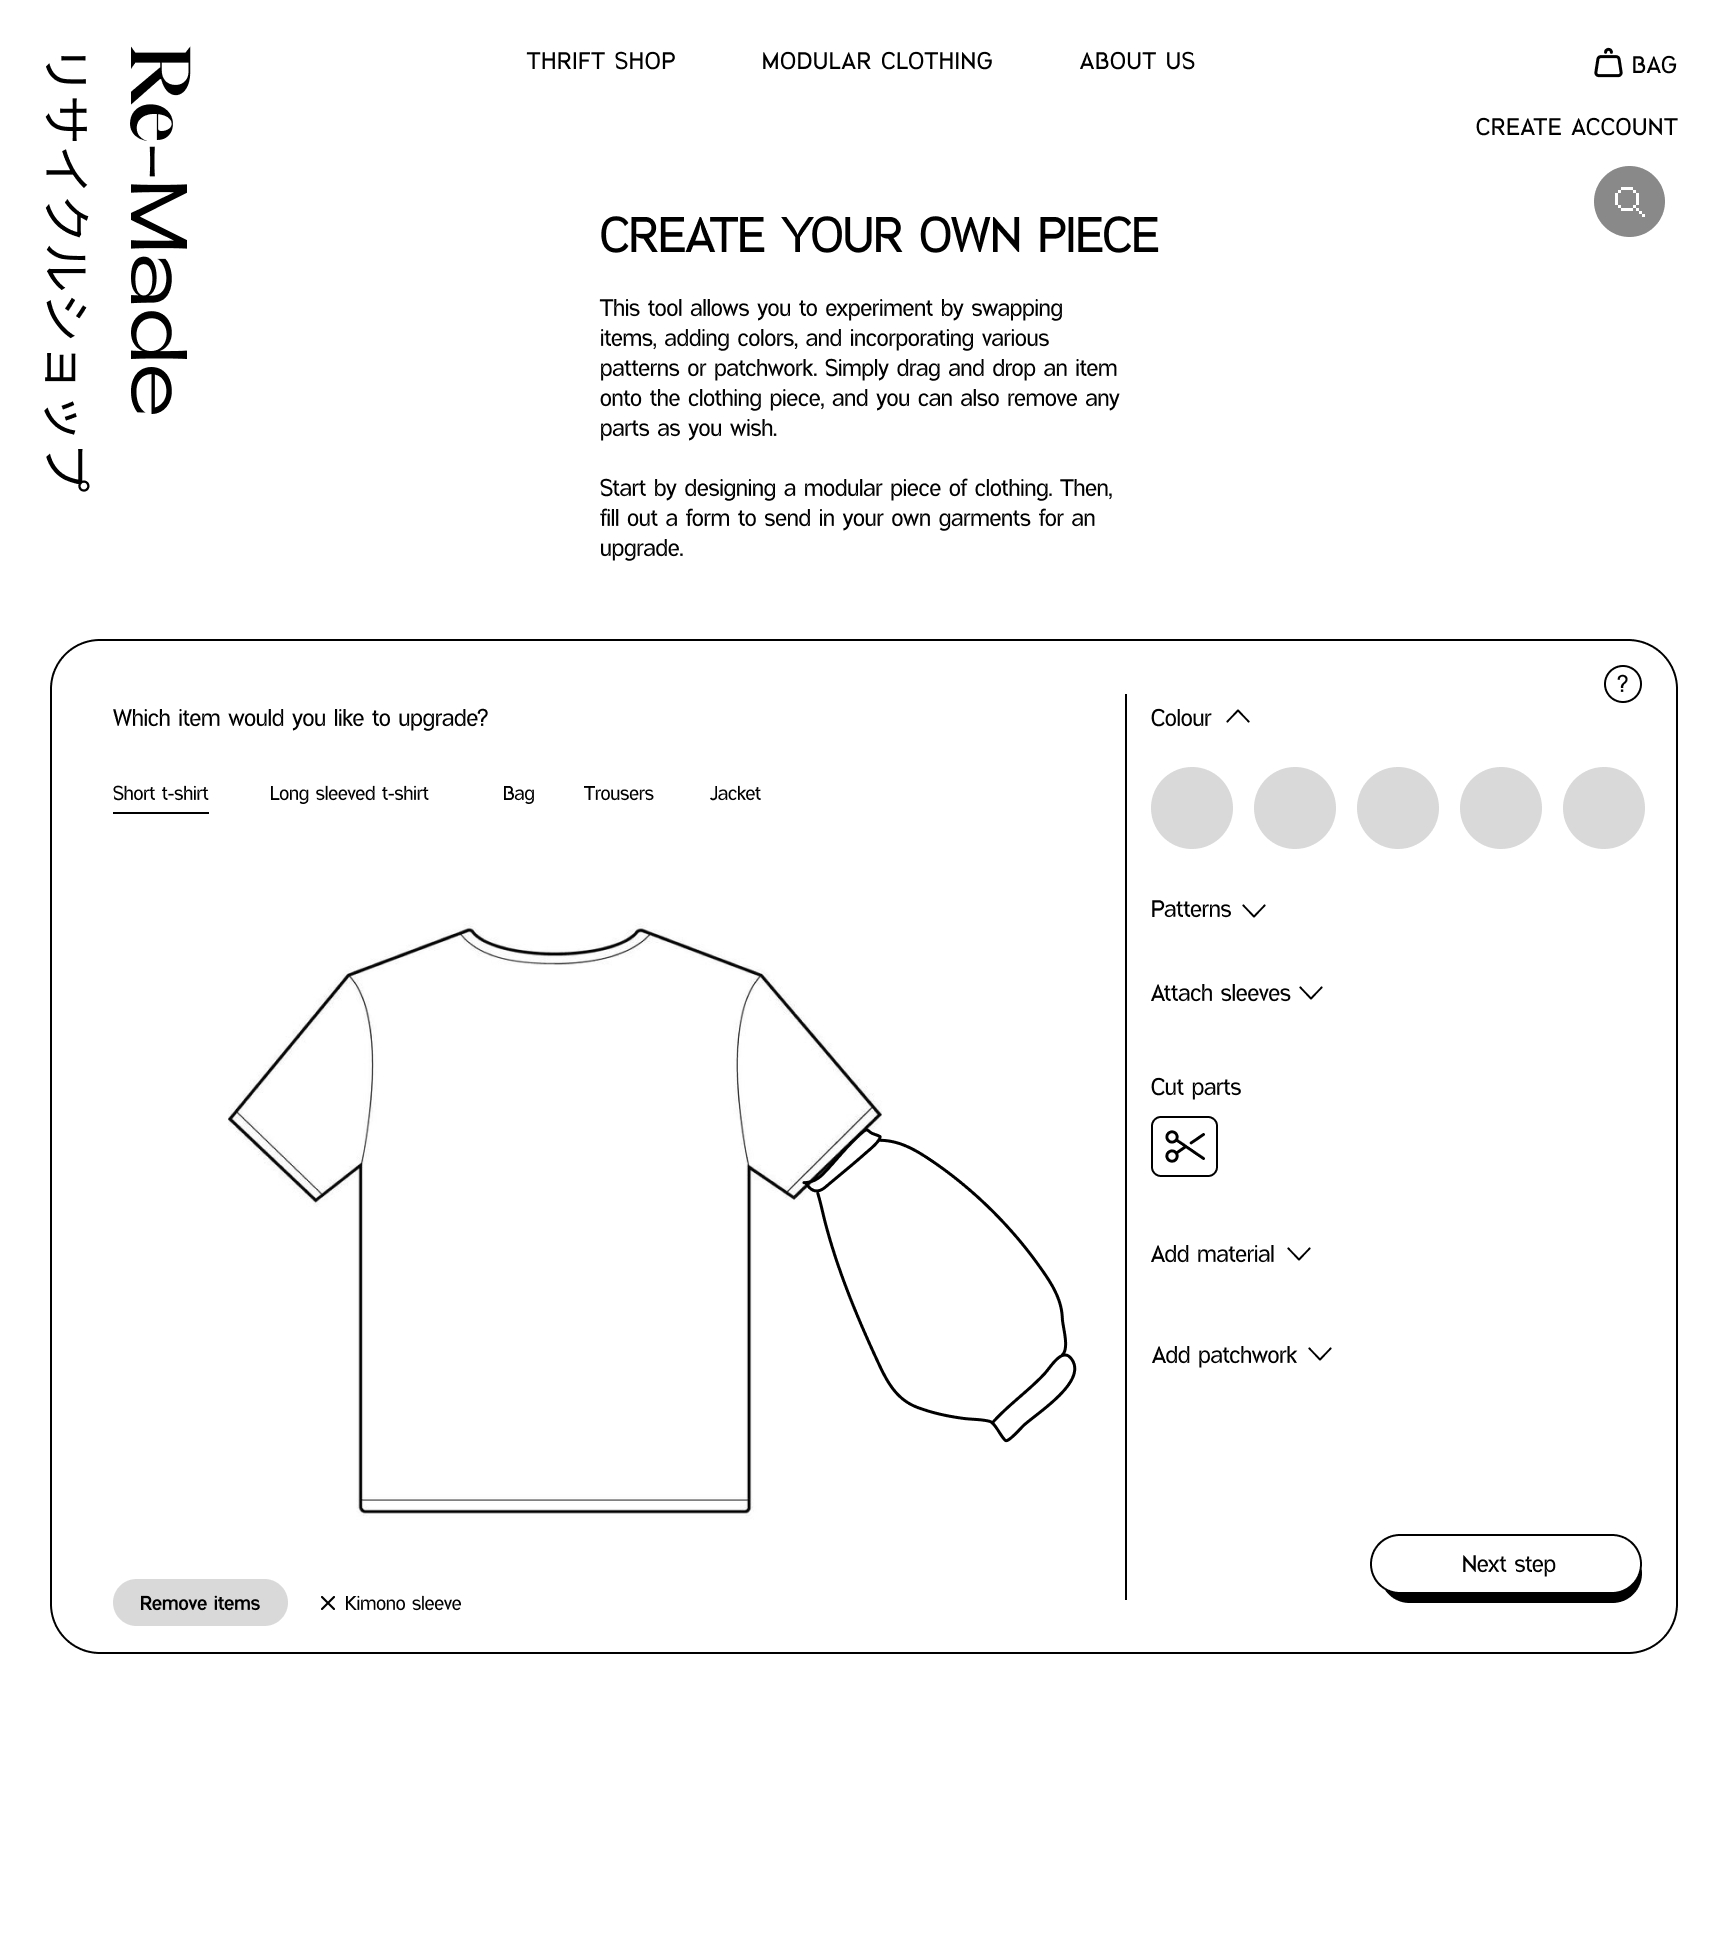 Re-Made
リサイクルショップ
THRIFT SHOP
MODULAR CLOTHING
ABOUT US
BAG
CREATE ACCOUNT
CREATE YOUR OWN PIECE
This tool allows you to experiment by swapping
items, adding colors, and incorporating various
patterns or patchwork. Simply drag and drop an item
onto the clothing piece, and you can also remove any
parts as you wish.
Start by designing a modular piece of clothing. Then,
fill out a form to send in your own garments for an
upgrade.
?
Which item would you like to upgrade?
Short t-shirt
Long sleeved t-shirt
Bag
Trousers
Jacket
Remove items
Kimono sleeve
Colour
Patterns
Attach sleeves
Cut parts
Add material
Add patchwork
Next step